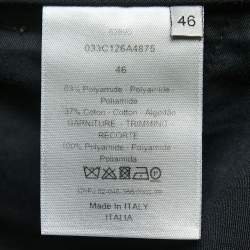 46
033C126A4875
46
63% Polyamide - Polyamide
Poliamida
37% Coton - Cotton - Algodão
GARNITURE - TRIMMING
RECORTE
100% Polyamide - Polyamide
Poliamida
Made In ITALY
ITALIA